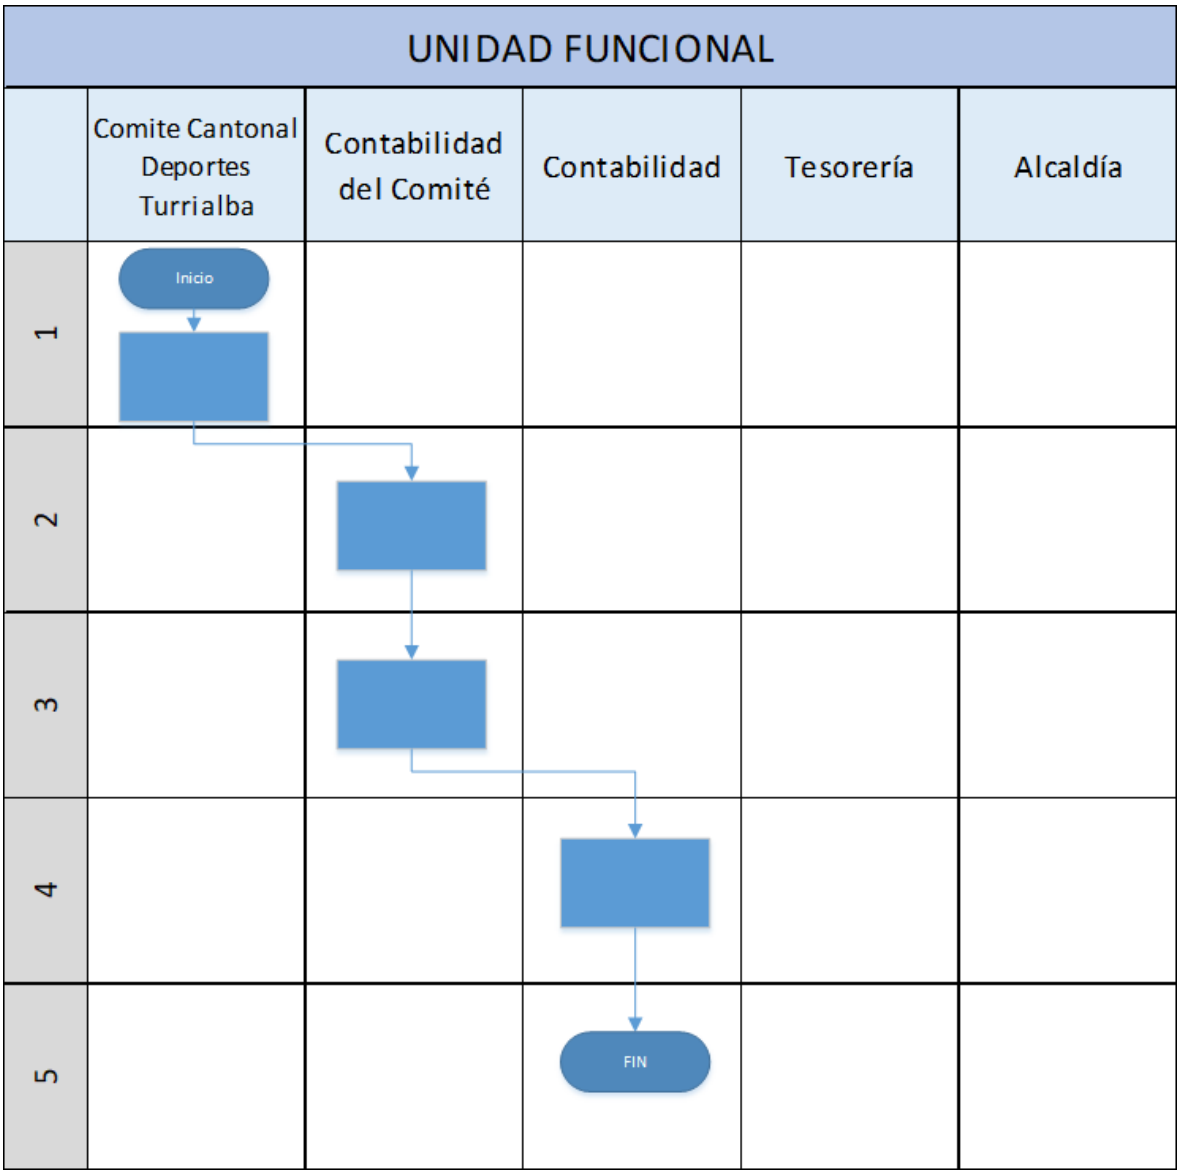 UNIDAD FUNCIONAL
Comite Cantonal
Deportes
Turrialba
Contabilidad
del Comité
Contabilidad
Tesorería
Alcaldía
1
Inicio
2
3
4
5
FIN